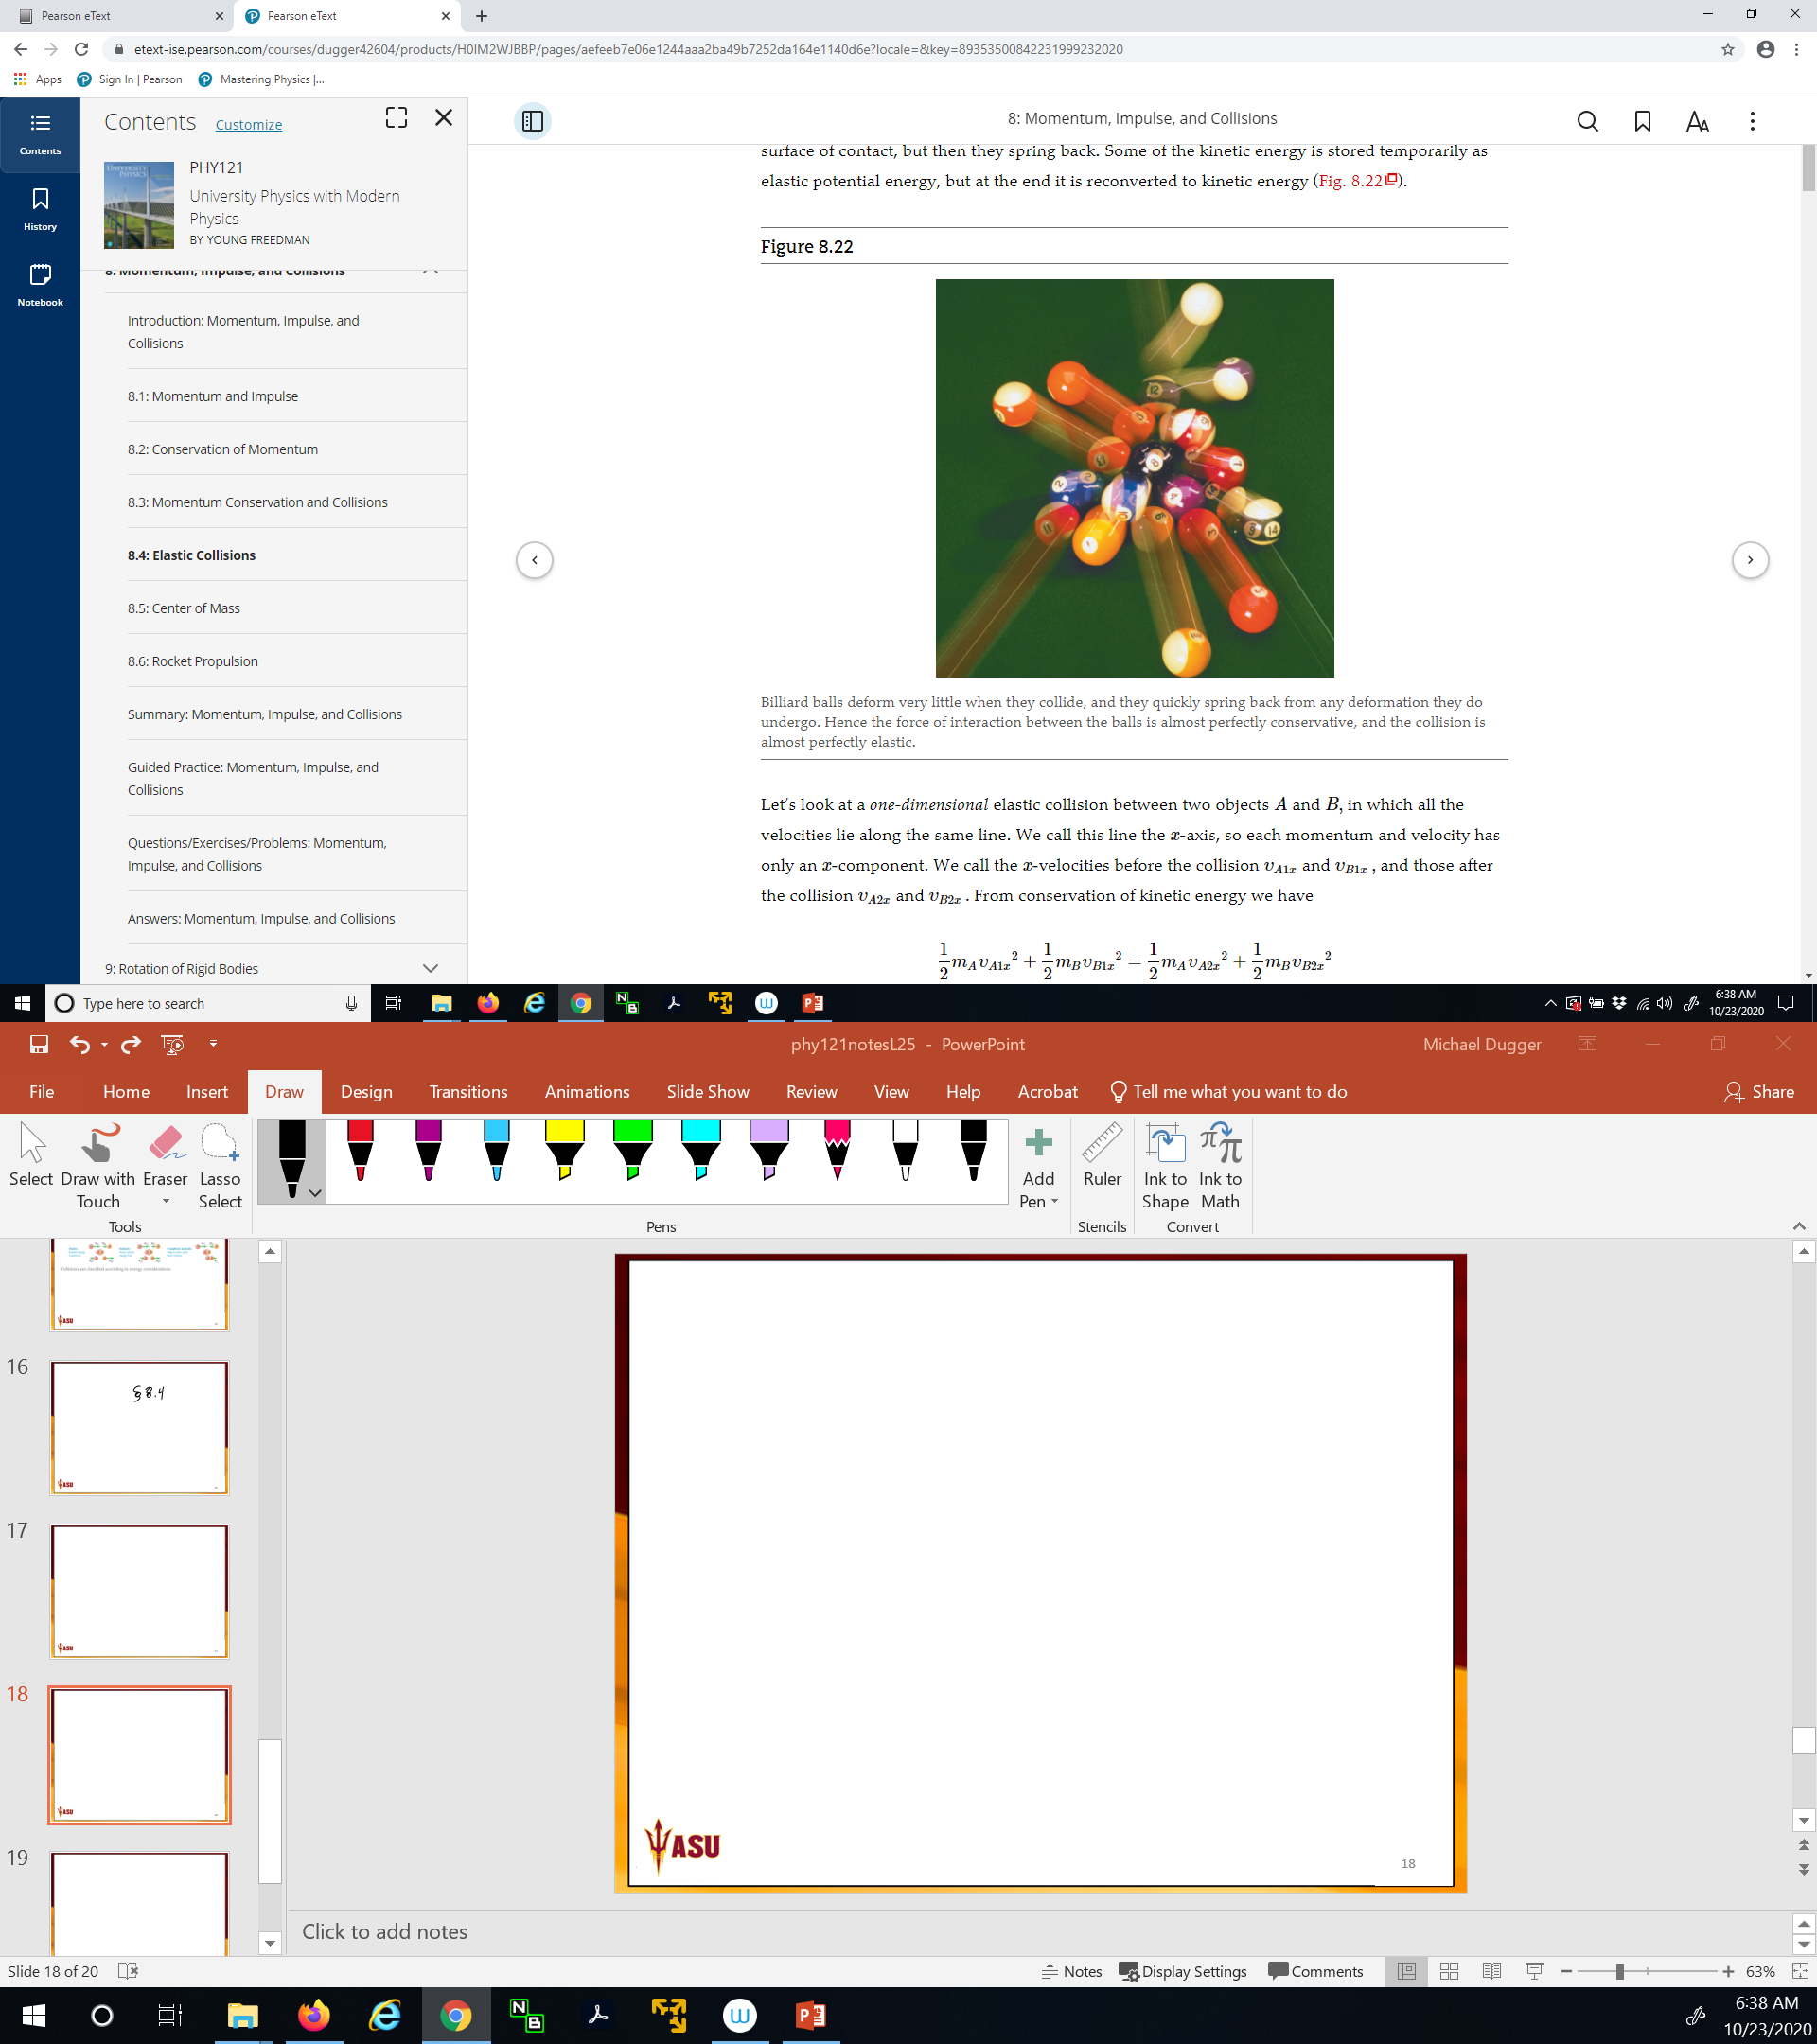 Pearson eText
Pearson eText
etext-ise.pearson.com/courses/dugger42604/products/H0IM2WJBBP/pages/aefeeb7e06e1244aaa2ba49b7252da164e1140d6e?locale=&key=89353500842231999232020
Apps Sign In | Pearson Mastering Physics |...
Contents
History
Notebook
Contents Customize
PHY121
University Physics with Modern
Physics
BY YOUNG FREEDMAN
8: Momentum, Impulse, and Collisions
Introduction: Momentum, Impulse, and
Collisions
8.1: Momentum and Impulse
8.2: Conservation of Momentum
8.3: Momentum Conservation and Collisions
8.4: Elastic Collisions
8.5: Center of Mass
8.6: Rocket Propulsion
Summary: Momentum, Impulse, and Collisions
Guided Practice: Momentum, Impulse, and
Collisions
Questions/Exercises/Problems: Momentum,
Impulse, and Collisions
Answers: Momentum, Impulse, and Collisions
9: Rotation of Rigid Bodies
8: Momentum, Impulse, and Collisions
surface of contact, but then they spring back. Some of the kinetic energy is stored temporarily as
elastic potential energy, but at the end it is reconverted to kinetic energy (Fig. 8.22).
Figure 8.22
Billiard balls deform very little when they collide, and they quickly spring back from any deformation they do
undergo. Hence the force of interaction between the balls is almost perfectly conservative, and the collision is
almost perfectly elastic.
Let's look at a one-dimensional elastic collision between two objects A and B, in which all the
velocities lie along the same line. We call this line the x-axis, so each momentum and velocity has
only an x-component. We call the x-velocities before the collision v_A1x and v_B1x, and those after
the collision v_A2x and v_B2x. From conservation of kinetic energy we have
1/2 m_A v_A1x² + 1/2 m_B v_B1x² = 1/2 m_A v_A2x² + 1/2 m_B v_B2x²
Type here to search
6:38 AM
10/23/2020
phy121notesL25 - PowerPoint
Michael Dugger
File Home Insert Draw Design Transitions Animations Slide Show Review View Help Acrobat Tell me what you want to do Share
Select Draw with Touch Eraser Lasso Select
Add Pen Ruler Ink to Shape Ink to Math
Tools Pens Stencils Convert
Collisions are classified according to energy considerations.
ASU
16
§ 8.4
ASU
17
ASU
18
ASU
19
ASU
18
Click to add notes
Slide 18 of 20
Notes Display Settings Comments 63%
6:38 AM
10/23/2020